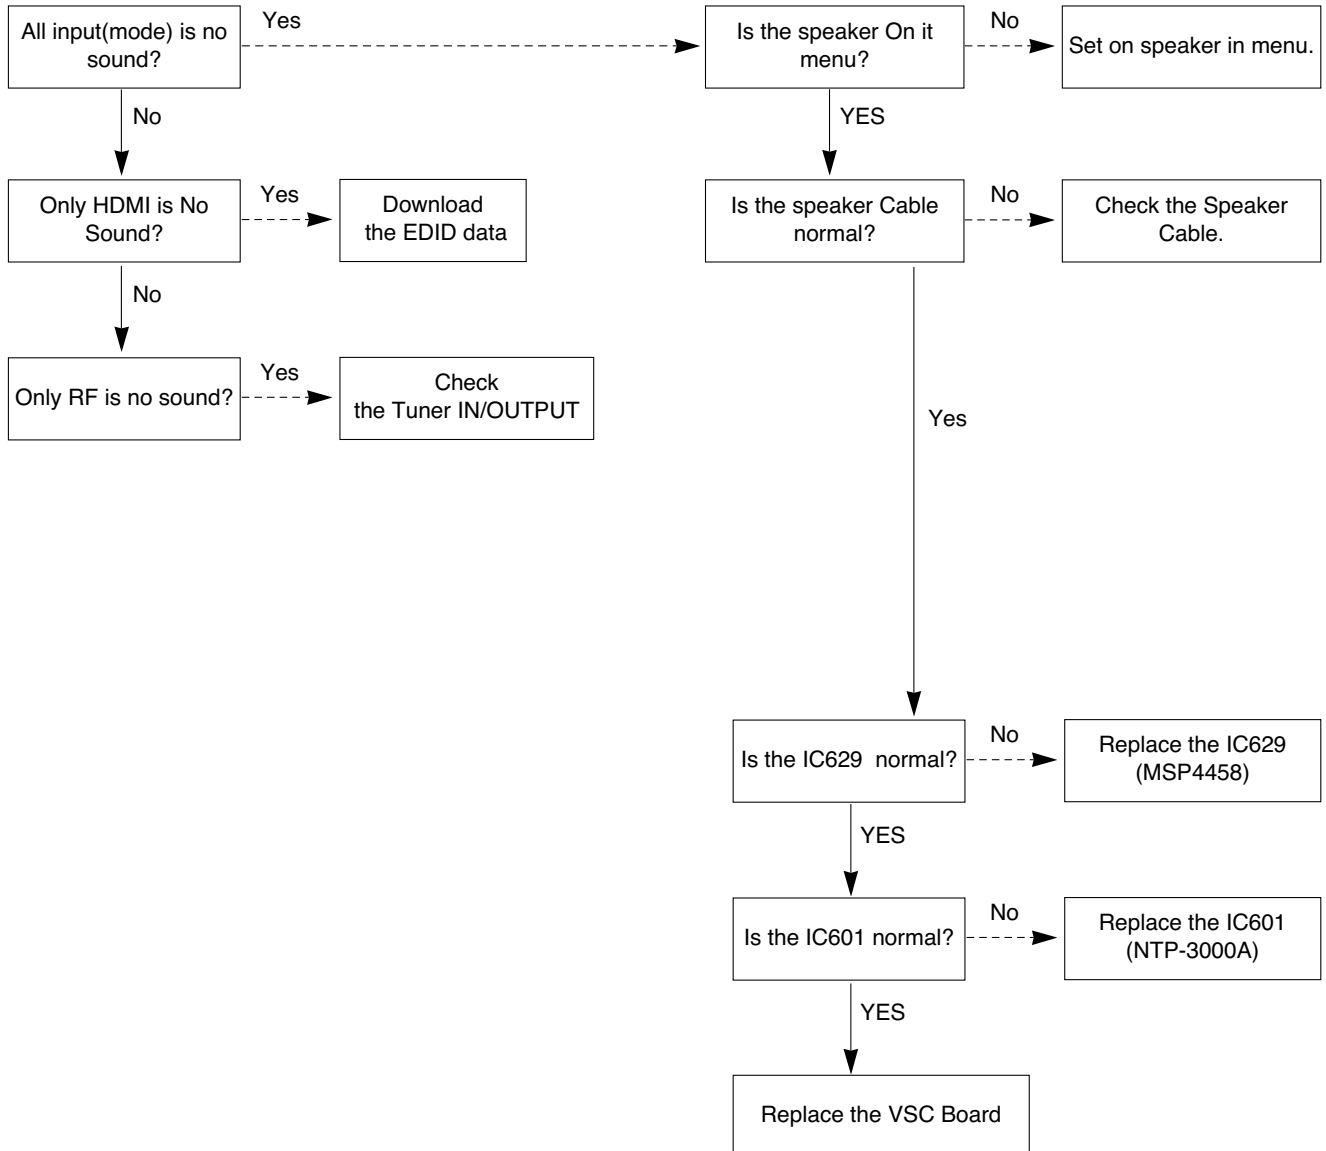 All input(mode) is no
sound?
Yes
Is the speaker On it
menu?
No
Set on speaker in menu.
No
YES
Only HDMI is No
Sound?
Yes
Download
the EDID data
Is the speaker Cable
normal?
No
Check the Speaker
Cable.
No
Only RF is no sound?
Yes
Check
the Tuner IN/OUTPUT
Yes
Is the IC629 normal?
No
Replace the IC629
(MSP4458)
YES
Is the IC601 normal?
No
Replace the IC601
(NTP-3000A)
YES
Replace the VSC Board